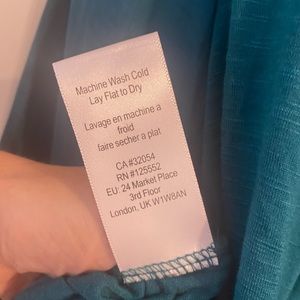 Machine Wash Cold
Lay Flat to Dry
Lavage en machine a
froid
faire secher a plat
CA #32054
RN #125552
EU: 24 Market Place
3rd Floor
London, UK W1W8AN